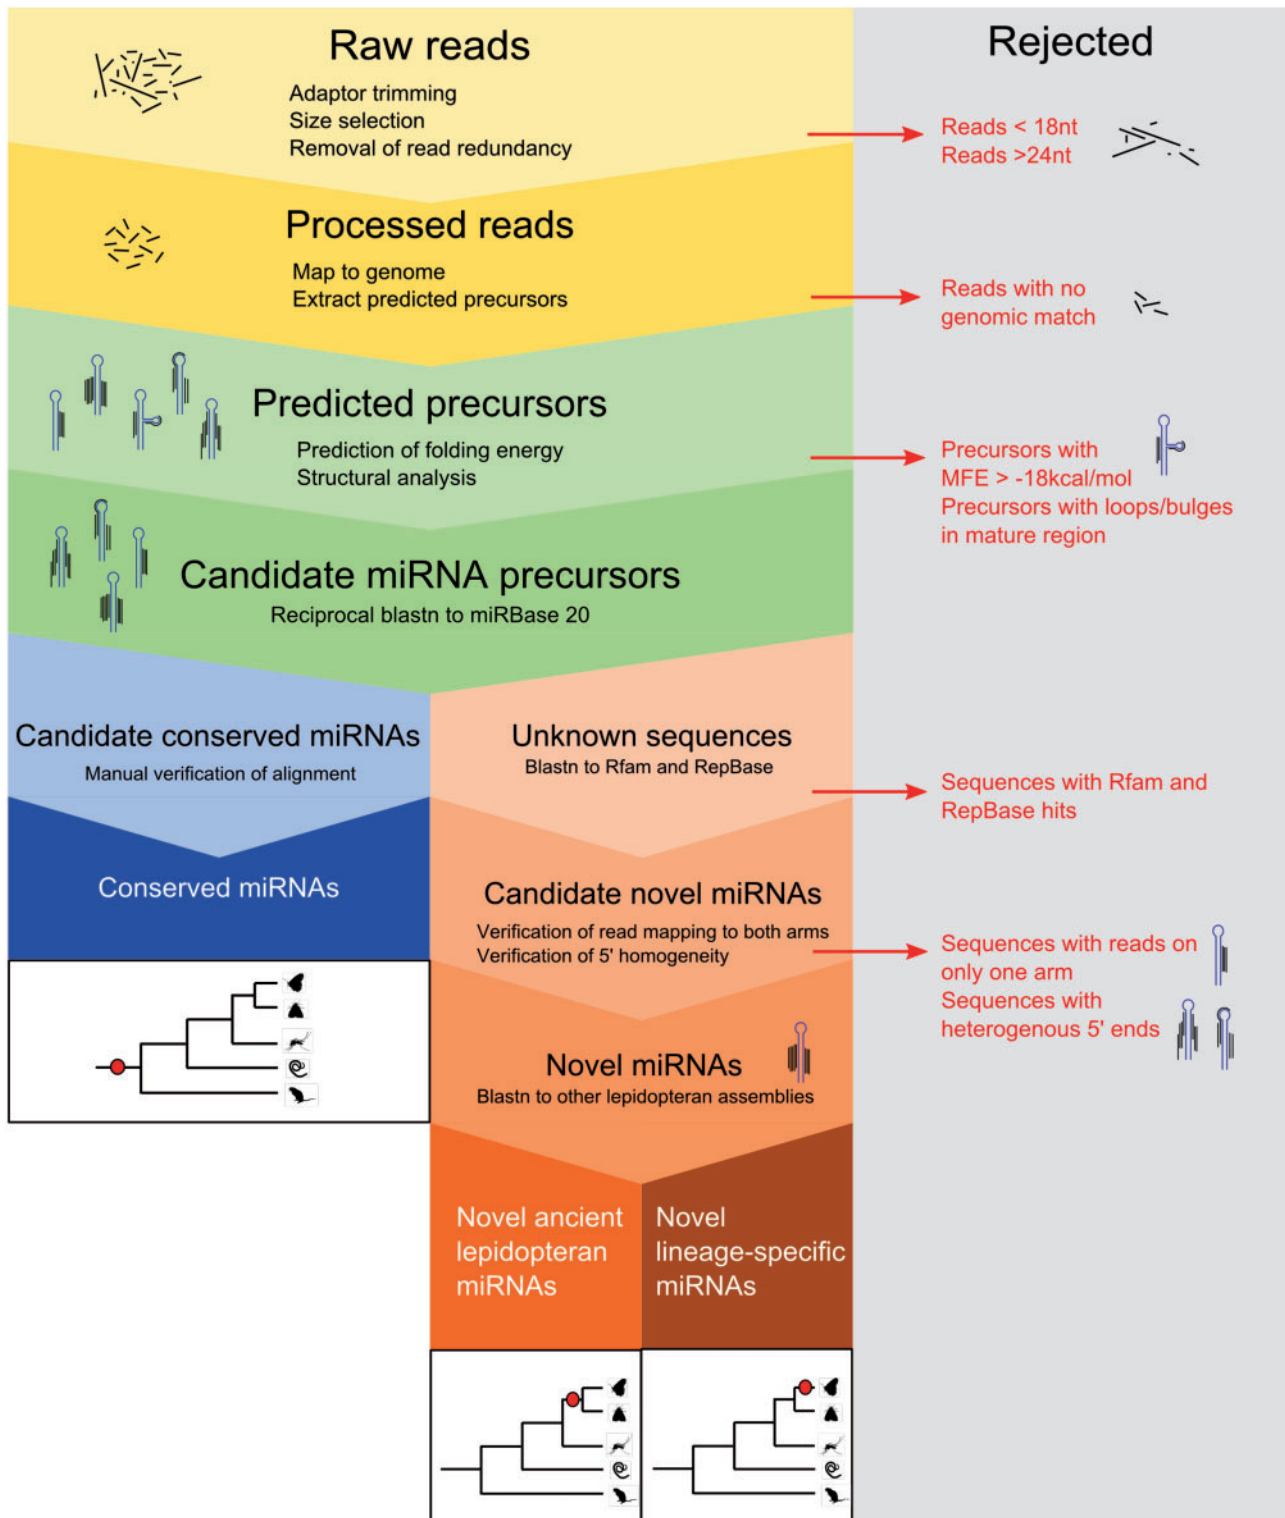 Raw reads
Adaptor trimming
Size selection
Removal of read redundancy
Rejected
Reads < 18nt
Reads >24nt
Processed reads
Map to genome
Extract predicted precursors
Reads with no
genomic match
Predicted precursors
Prediction of folding energy
Structural analysis
Precursors with
MFE > -18kcal/mol
Precursors with loops/bulges
in mature region
Candidate miRNA precursors
Reciprocal blastn to miRBase 20
Candidate conserved miRNAs
Manual verification of alignment
Unknown sequences
Blastn to Rfam and RepBase
Sequences with Rfam and
RepBase hits
Conserved miRNAs
Candidate novel miRNAs
Verification of read mapping to both arms
Verification of 5' homogeneity
Sequences with reads on
only one arm
Sequences with
heterogenous 5' ends
Novel miRNAs
Blastn to other lepidopteran assemblies
Novel ancient
lepidopteran
miRNAs
Novel
lineage-specific
miRNAs